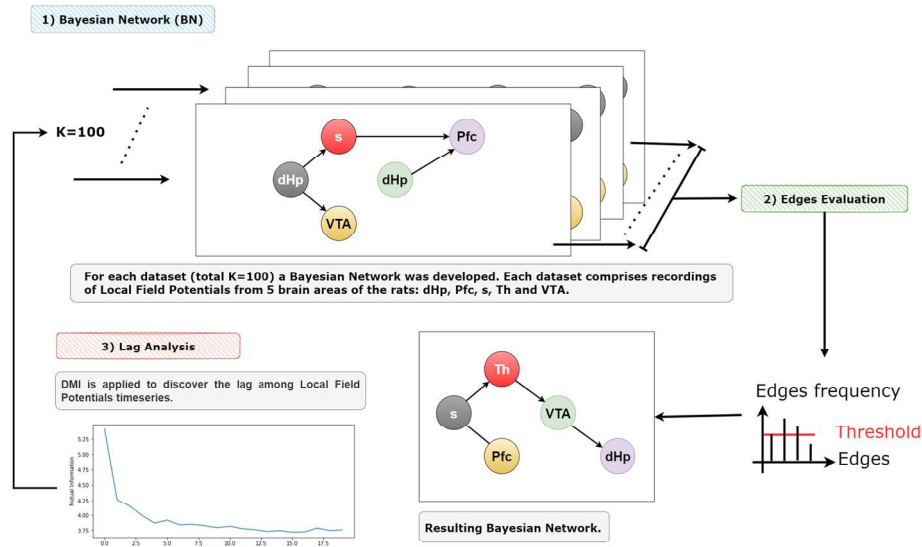 1) Bayesian Network (BN)
K=100
s
Pfc
dHp
dHp
VTA
2) Edges Evaluation
For each dataset (total K=100) a Bayesian Network was developed. Each dataset comprises recordings
of Local Field Potentials from 5 brain areas of the rats: dHp, Pfc, s, Th and VTA.
3) Lag Analysis
DMI is applied to discover the lag among Local Field
Potentials timeseries.
Mutual Information
5.25
5.00
4.75
4.50
4.25
4.00
3.75
0.0 2.5 5.0 7.5 10.0 12.5 15.0 17.5
Th
s
VTA
Pfc
dHp
Resulting Bayesian Network.
Edges frequency
Threshold
Edges